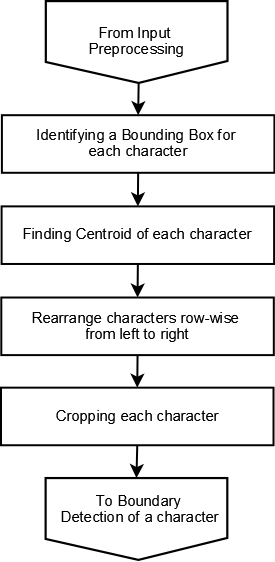 From Input
Preprocessing
Identifying a Bounding Box for
each character
Finding Centroid of each character
Rearrange characters row-wise
from left to right
Cropping each character
To Boundary
Detection of a character